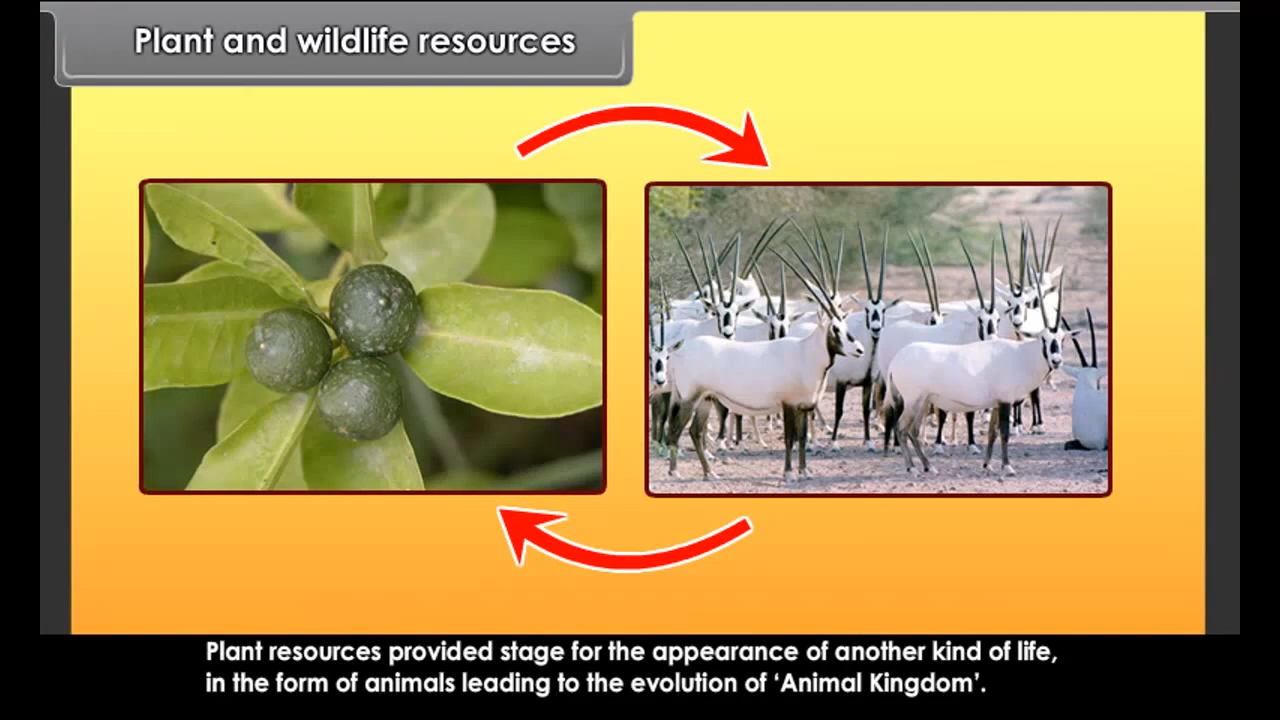 Plant and wildlife resources
Plant resources provided stage for the appearance of another kind of life,
in the form of animals leading to the evolution of ‘Animal Kingdom’.